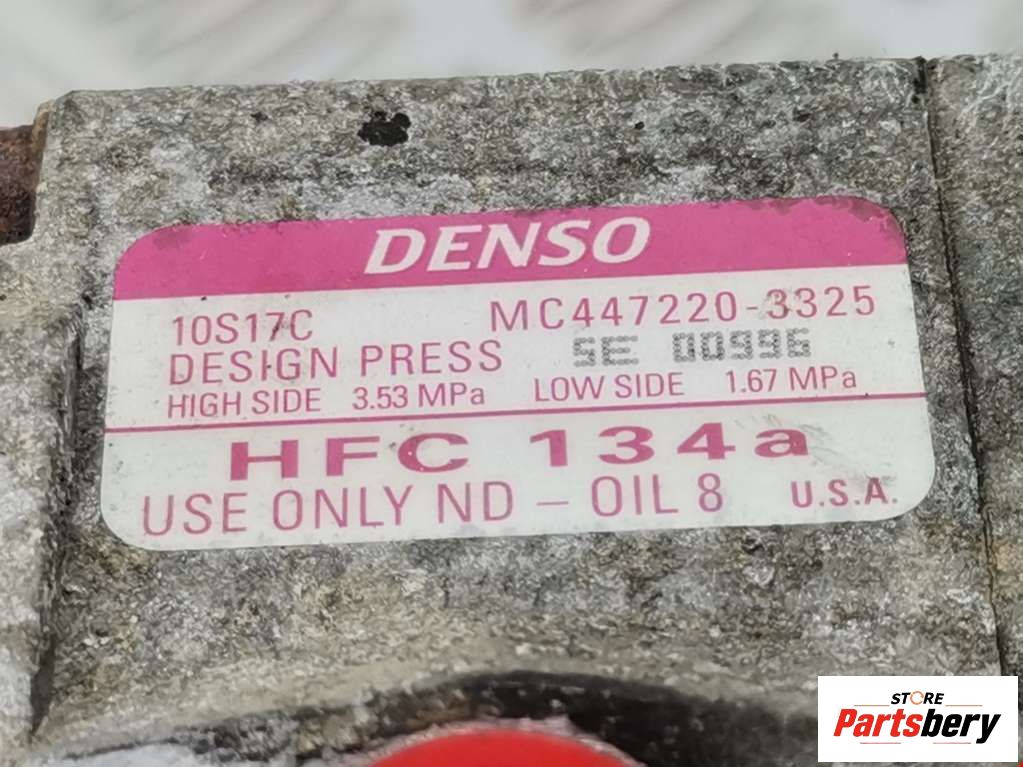 DENSO
10S17C MC447220-3325
DESIGN PRESS 5E 00996
HIGH SIDE 3.53 MPa LOW SIDE 1.67 MPa
HFC 134a
USE ONLY ND - OIL 8 U.S.A.
STORE
Partsbery